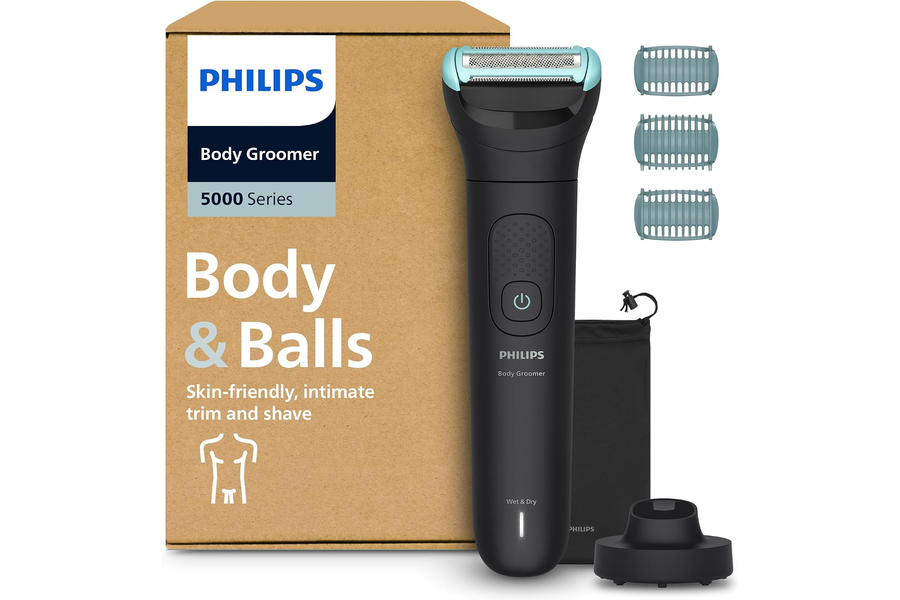 PHILIPS
Body Groomer
5000 Series
Body
& Balls
Skin-friendly, intimate
trim and shave
PHILIPS
Body Groomer
Wet & Dry
PHILIPS